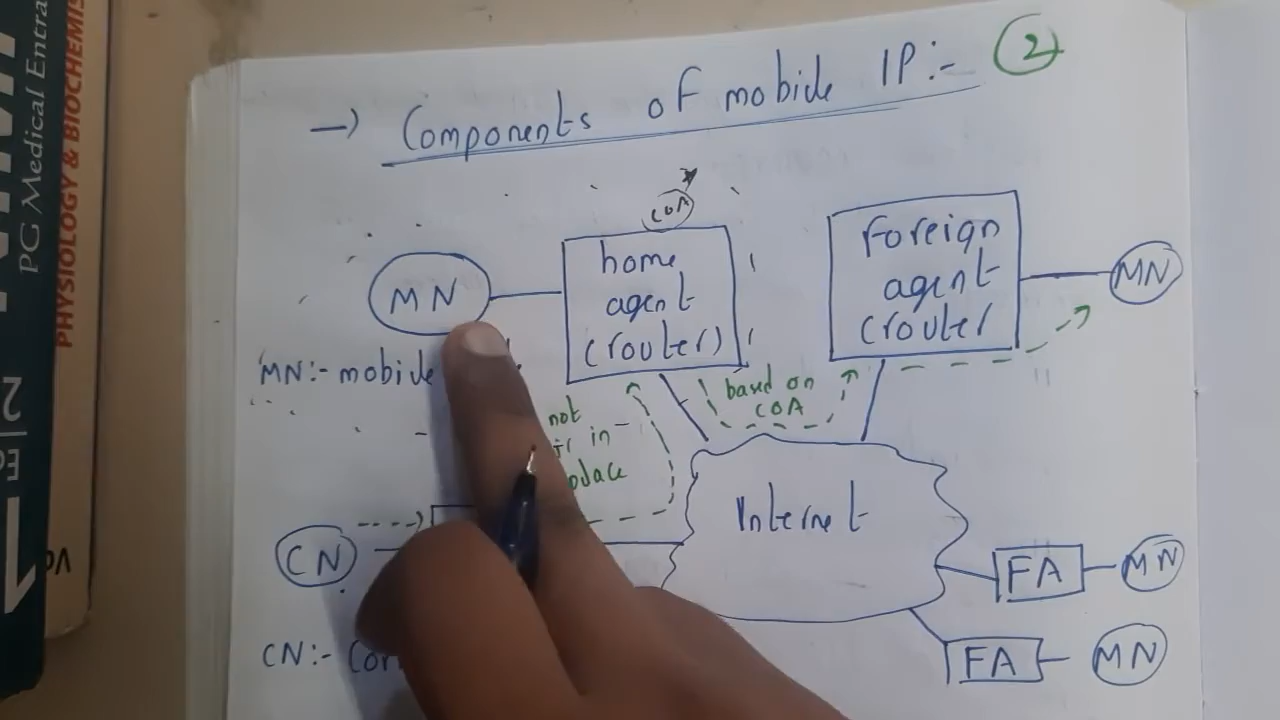 PG Medical Entra
PHYSIOLOGY & BIOCHEMIS
2
→ Components of mobile IP:- 2
COA
MN
home
agent
(router)
Foreign
agent
(router
MN
MN:- mobile
based on
COA
not
in
Internet
CN
FA MN
FA MN
CN:- Cor